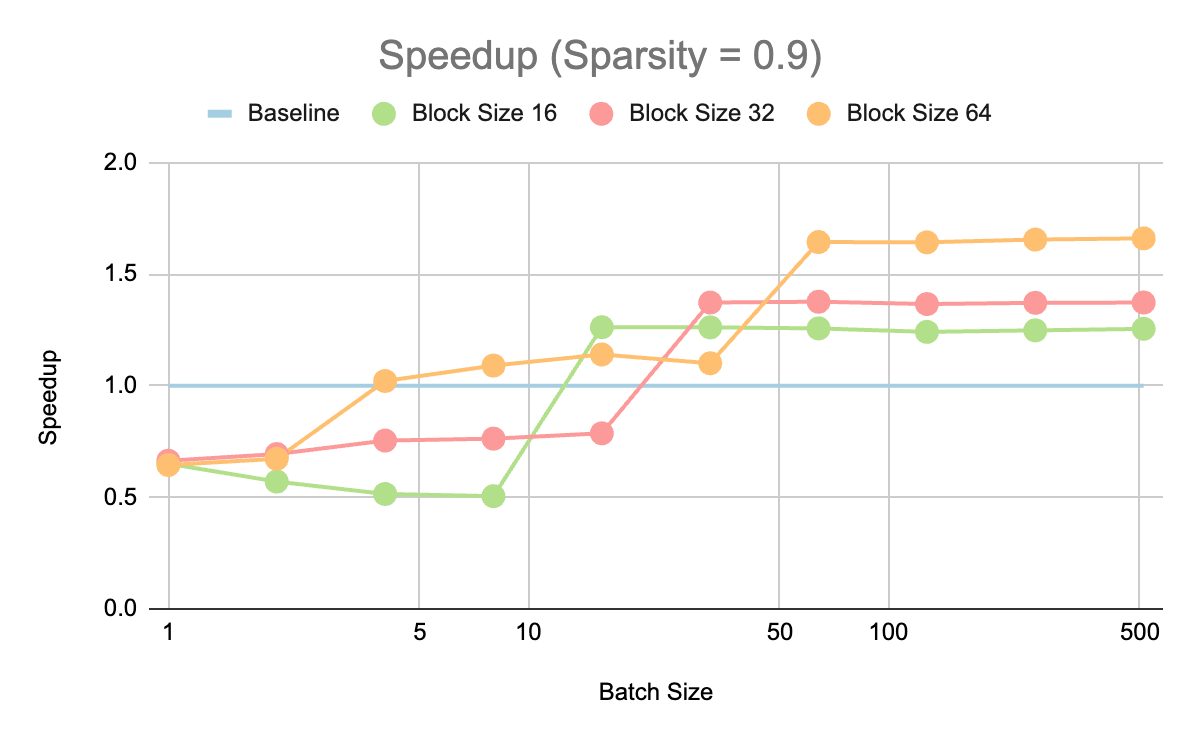 Speedup (Sparsity = 0.9)
Baseline Block Size 16 Block Size 32 Block Size 64
2.0
1.5
1.0
0.5
0.0
Speedup
1 5 10 50 100 500
Batch Size